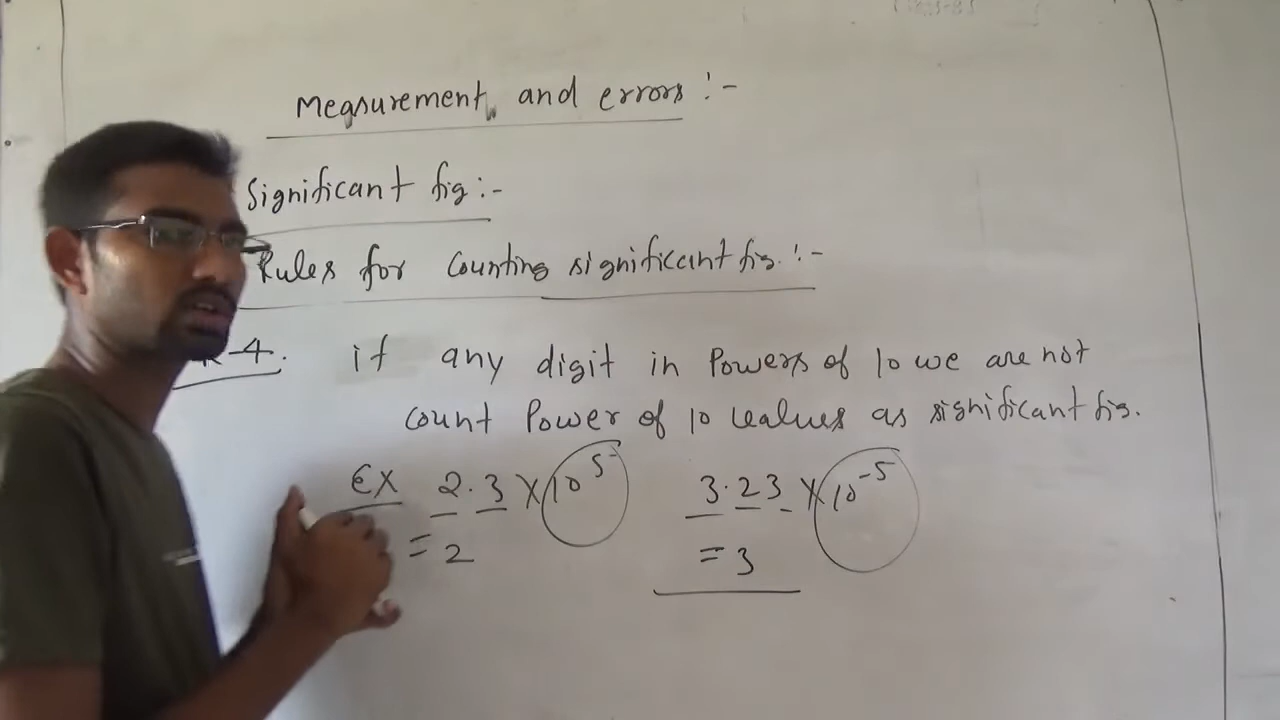 Measurement and errors :-
Significant fig :-
Rules for Counting significant fig. :-
R-4. if any digit in Powers of 10 we are not
count Power of 10 values as significant fig.
Ex 2.3 X 10^5 3.23 X 10^-5
= 2 = 3